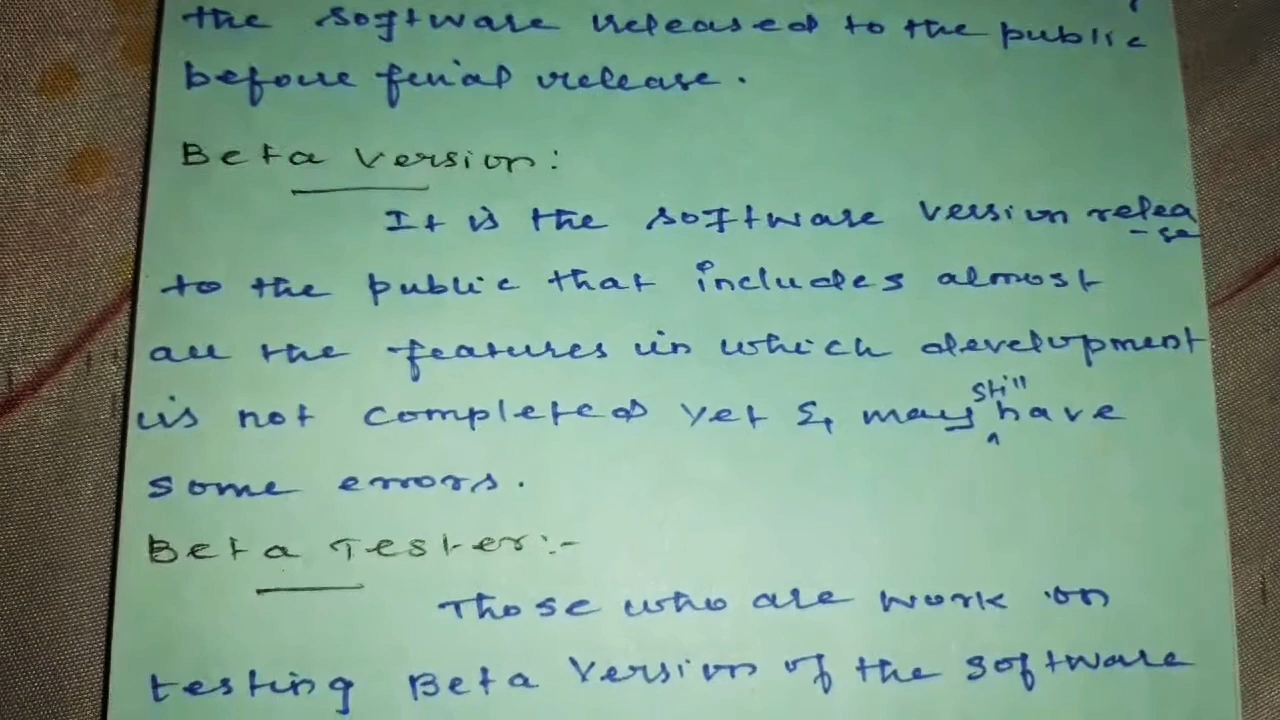 the software released to the public
before final release.
Beta Version:
It is the software version relea
-se
to the public that includes almost
all the features in which development
is not completed yet & may still have
some errors.
Beta Tester:-
Those who are work on
testing Beta Version of the software